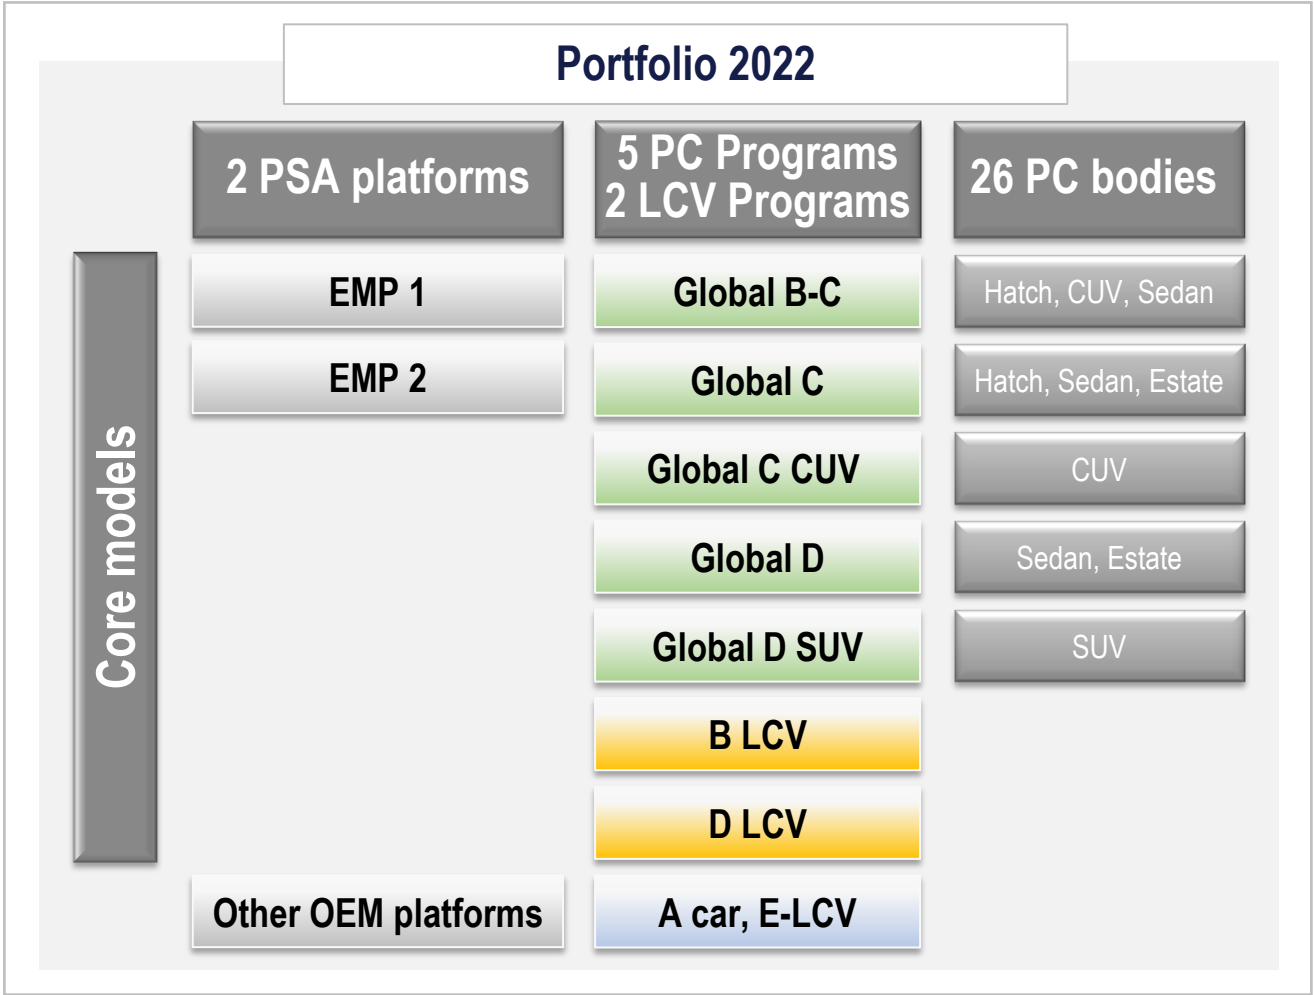 Portfolio 2022
2 PSA platforms
5 PC Programs
2 LCV Programs
26 PC bodies
Core models
EMP 1
Global B-C
Hatch, CUV, Sedan
EMP 2
Global C
Hatch, Sedan, Estate
Global C CUV
CUV
Global D
Sedan, Estate
Global D SUV
SUV
B LCV
D LCV
Other OEM platforms
A car, E-LCV